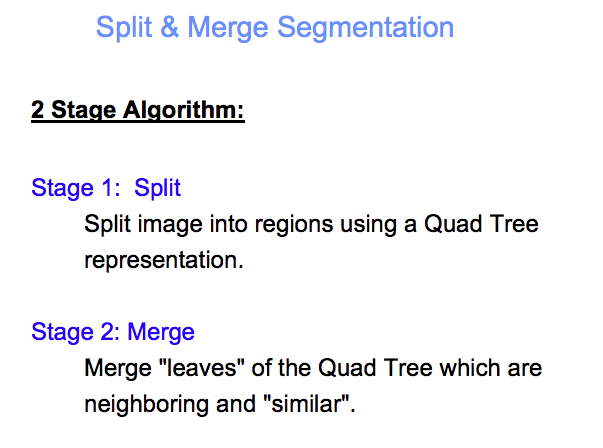 Split & Merge Segmentation
2 Stage Algorithm:
Stage 1:  Split
Split image into regions using a Quad Tree
representation.
Stage 2: Merge
Merge "leaves" of the Quad Tree which are
neighboring and "similar".